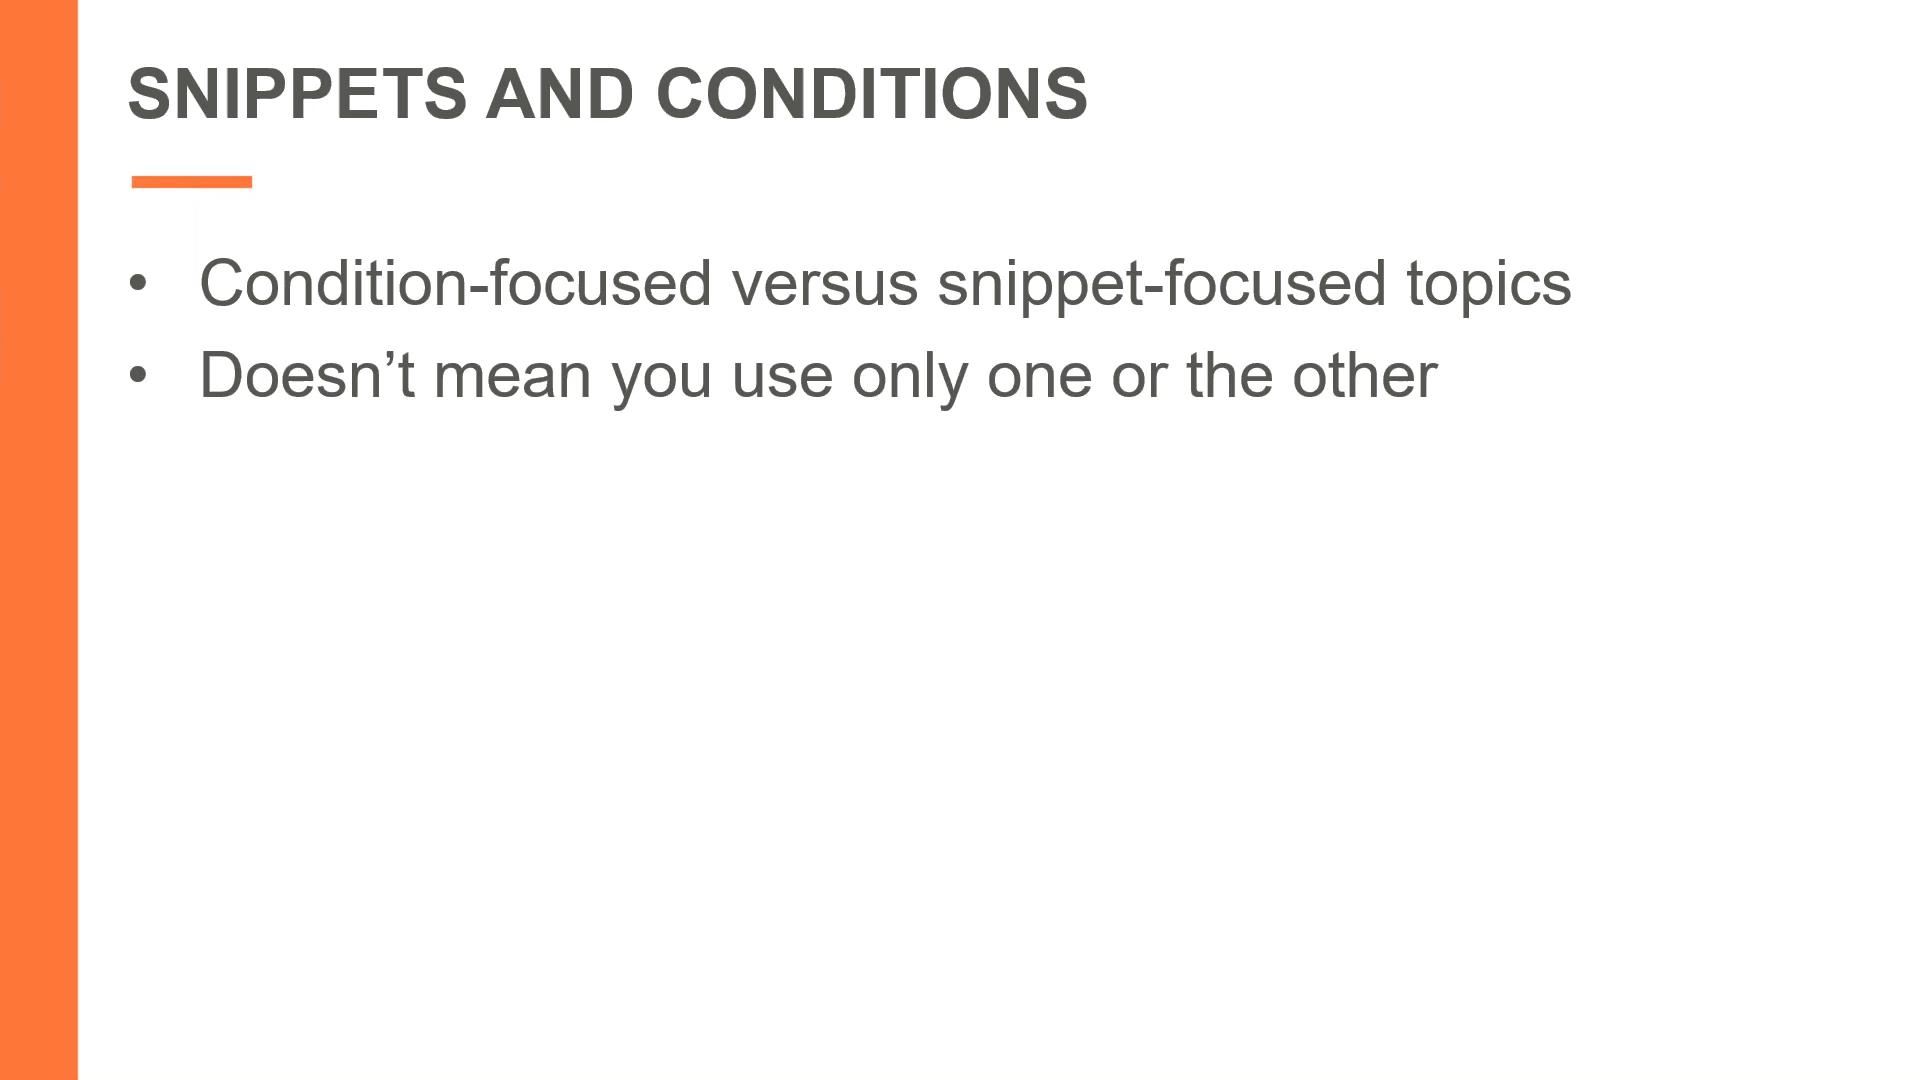 SNIPPETS AND CONDITIONS
• Condition-focused versus snippet-focused topics
• Doesn’t mean you use only one or the other